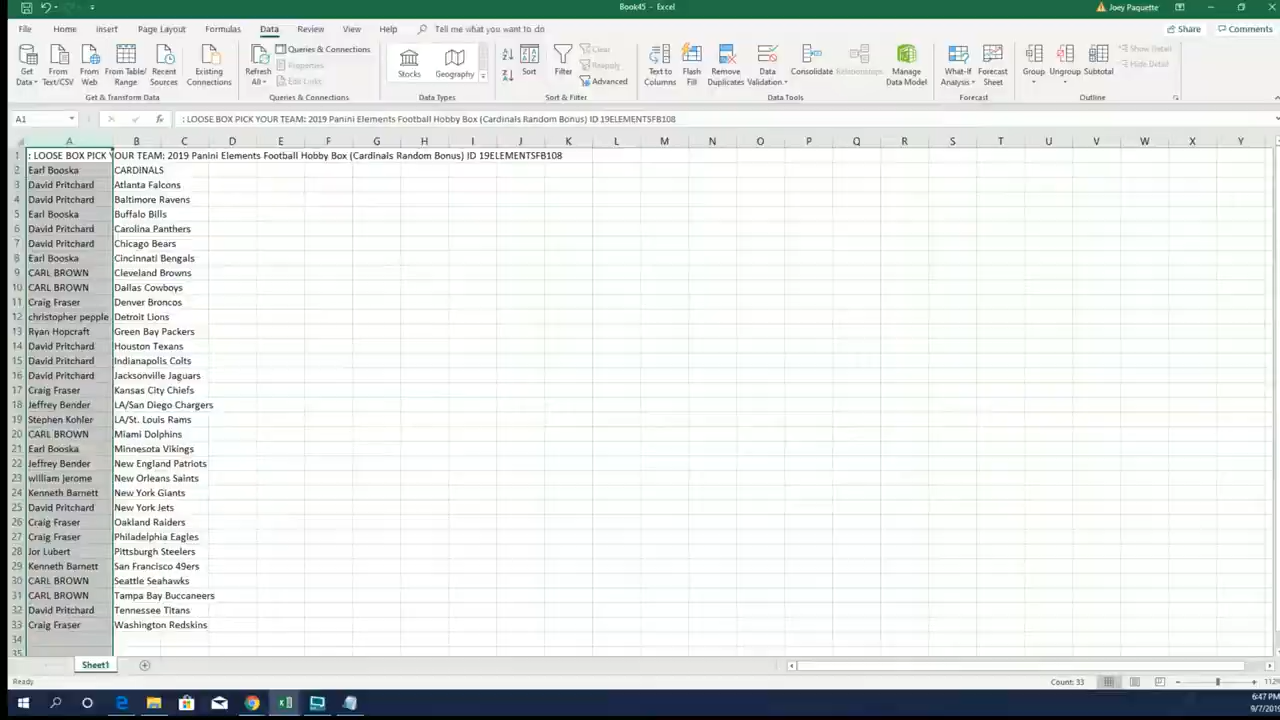 Book45 - Excel
Joey Paquette
File Home Insert Page Layout Formulas Data Review View Help Tell me what you want to do
Share Comments
Get Data From Text/CSV From Web From Table/Range Recent Sources Existing Connections
Get & Transform Data
Refresh All Queries & Connections Properties Edit Links
Queries & Connections
Stocks Geography
Data Types
Sort Filter Clear Reapply Advanced
Sort & Filter
Text to Columns Flash Fill Remove Duplicates Data Validation Consolidate Relationships Manage Data Model
Data Tools
What-If Analysis Forecast Sheet
Forecast
Group Ungroup Subtotal Show Detail Hide Detail
Outline
A1 fx : LOOSE BOX PICK YOUR TEAM: 2019 Panini Elements Football Hobby Box (Cardinals Random Bonus) ID 19ELEMENTSFB108
A B C D E F G H I J K L M N O P Q R S T U V W X Y
1 : LOOSE BOX PICK YOUR TEAM: 2019 Panini Elements Football Hobby Box (Cardinals Random Bonus) ID 19ELEMENTSFB108
2 Earl Booska CARDINALS
3 David Pritchard Atlanta Falcons
4 David Pritchard Baltimore Ravens
5 Earl Booska Buffalo Bills
6 David Pritchard Carolina Panthers
7 David Pritchard Chicago Bears
8 Earl Booska Cincinnati Bengals
9 CARL BROWN Cleveland Browns
10 CARL BROWN Dallas Cowboys
11 Craig Fraser Denver Broncos
12 christopher pepple Detroit Lions
13 Ryan Hopcraft Green Bay Packers
14 David Pritchard Houston Texans
15 David Pritchard Indianapolis Colts
16 David Pritchard Jacksonville Jaguars
17 Craig Fraser Kansas City Chiefs
18 Jeffrey Bender LA/San Diego Chargers
19 Stephen Kohler LA/St. Louis Rams
20 CARL BROWN Miami Dolphins
21 Earl Booska Minnesota Vikings
22 Jeffrey Bender New England Patriots
23 william jerome New Orleans Saints
24 Kenneth Barnett New York Giants
25 David Pritchard New York Jets
26 Craig Fraser Oakland Raiders
27 Craig Fraser Philadelphia Eagles
28 Jor Lubert Pittsburgh Steelers
29 Kenneth Barnett San Francisco 49ers
30 CARL BROWN Seattle Seahawks
31 CARL BROWN Tampa Bay Buccaneers
32 David Pritchard Tennessee Titans
33 Craig Fraser Washington Redskins
34
35
Sheet1
Ready Count: 33
6:47 PM